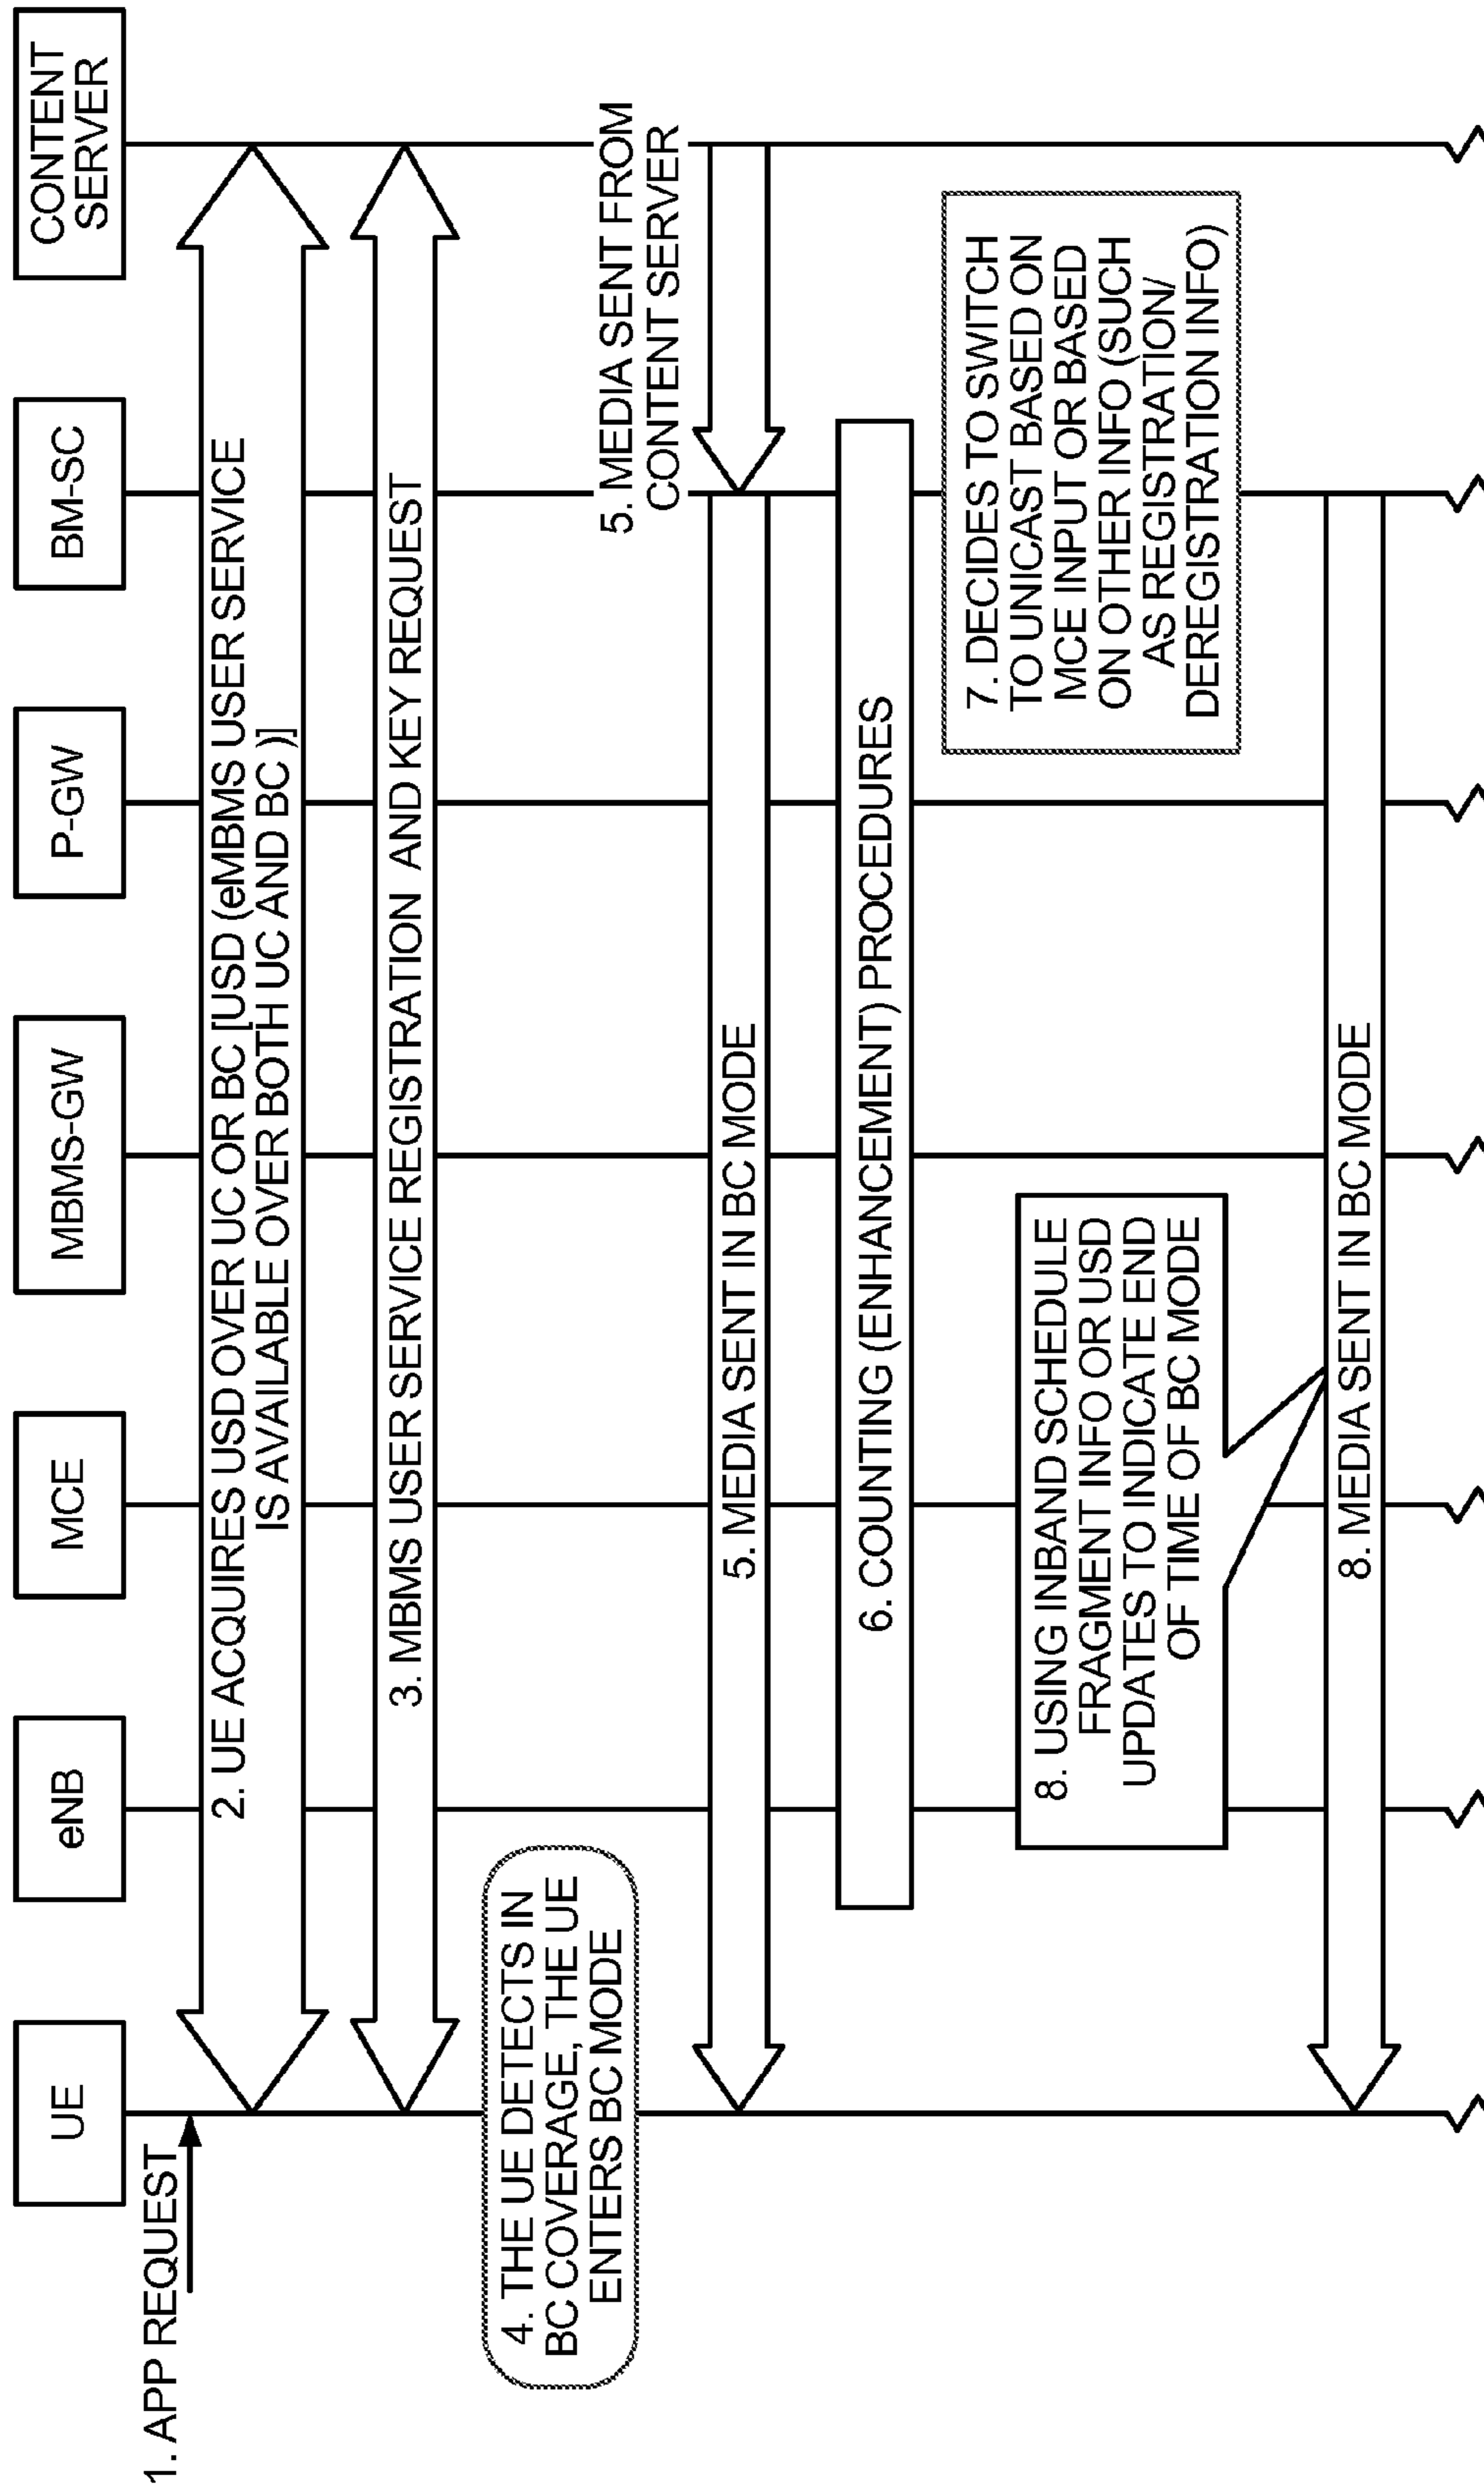 UE
eNB
MCE
MBMS-GW
P-GW
BM-SC
CONTENT
SERVER
1. APP REQUEST
2. UE ACQUIRES USD OVER UC OR BC [USD (eMBMS USER SERVICE
IS AVAILABLE OVER BOTH UC AND BC )]
3. MBMS USER SERVICE REGISTRATION AND KEY REQUEST
4. THE UE DETECTS IN
BC COVERAGE, THE UE
ENTERS BC MODE
5. MEDIA SENT FROM
CONTENT SERVER
5. MEDIA SENT IN BC MODE
6. COUNTING (ENHANCEMENT) PROCEDURES
7. DECIDES TO SWITCH
TO UNICAST BASED ON
MCE INPUT OR BASED
ON OTHER INFO (SUCH
AS REGISTRATION/
DEREGISTRATION INFO)
8. USING INBAND SCHEDULE
FRAGMENT INFO OR USD
UPDATES TO INDICATE END
OF TIME OF BC MODE
8. MEDIA SENT IN BC MODE